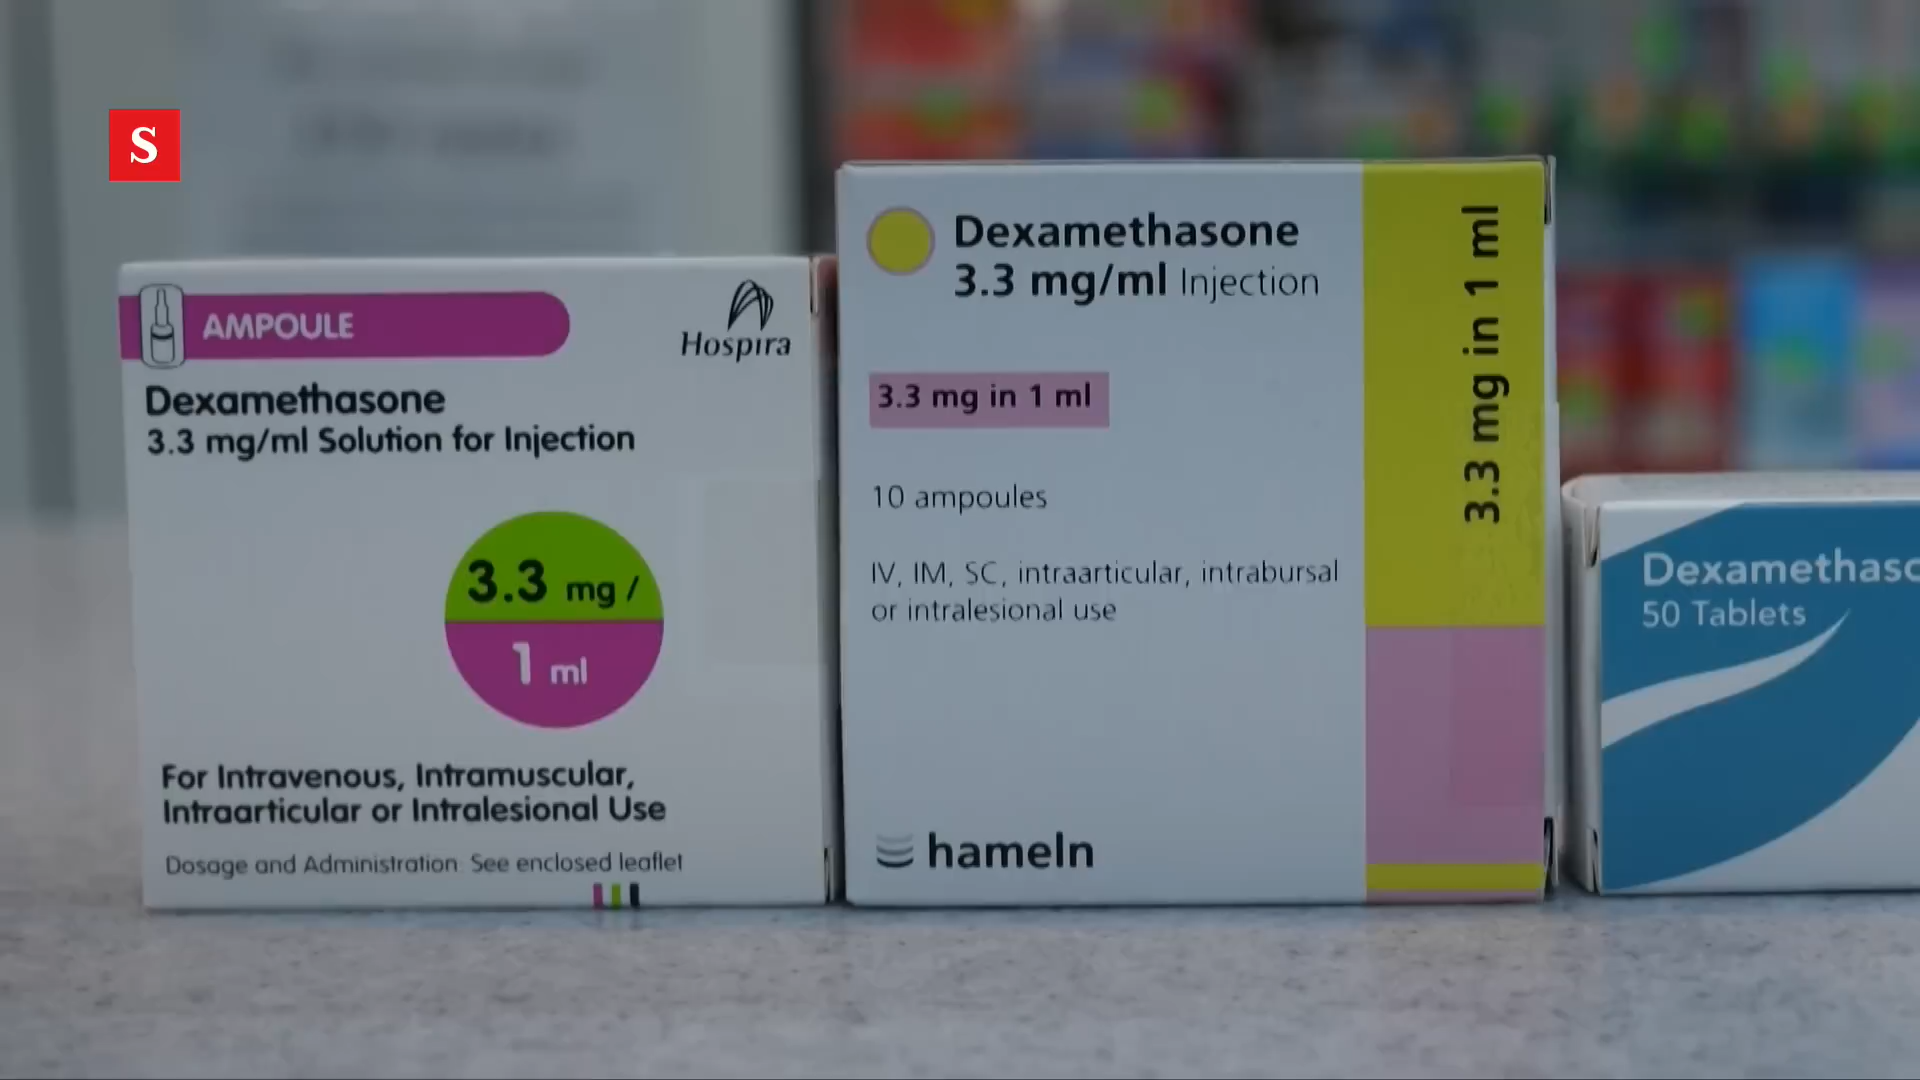 S
AMPOULE
Hospira
Dexamethasone
3.3 mg/ml Solution for Injection
3.3 mg /
1 ml
For Intravenous, Intramuscular,
Intraarticular or Intralesional Use
Dosage and Administration: See enclosed leaflet
Dexamethasone
3.3 mg/ml Injection
3.3 mg in 1 ml
10 ampoules
IV, IM, SC, intraarticular, intrabursal
or intralesional use
hameln
3.3 mg in 1 ml
Dexamethaso
50 Tablets